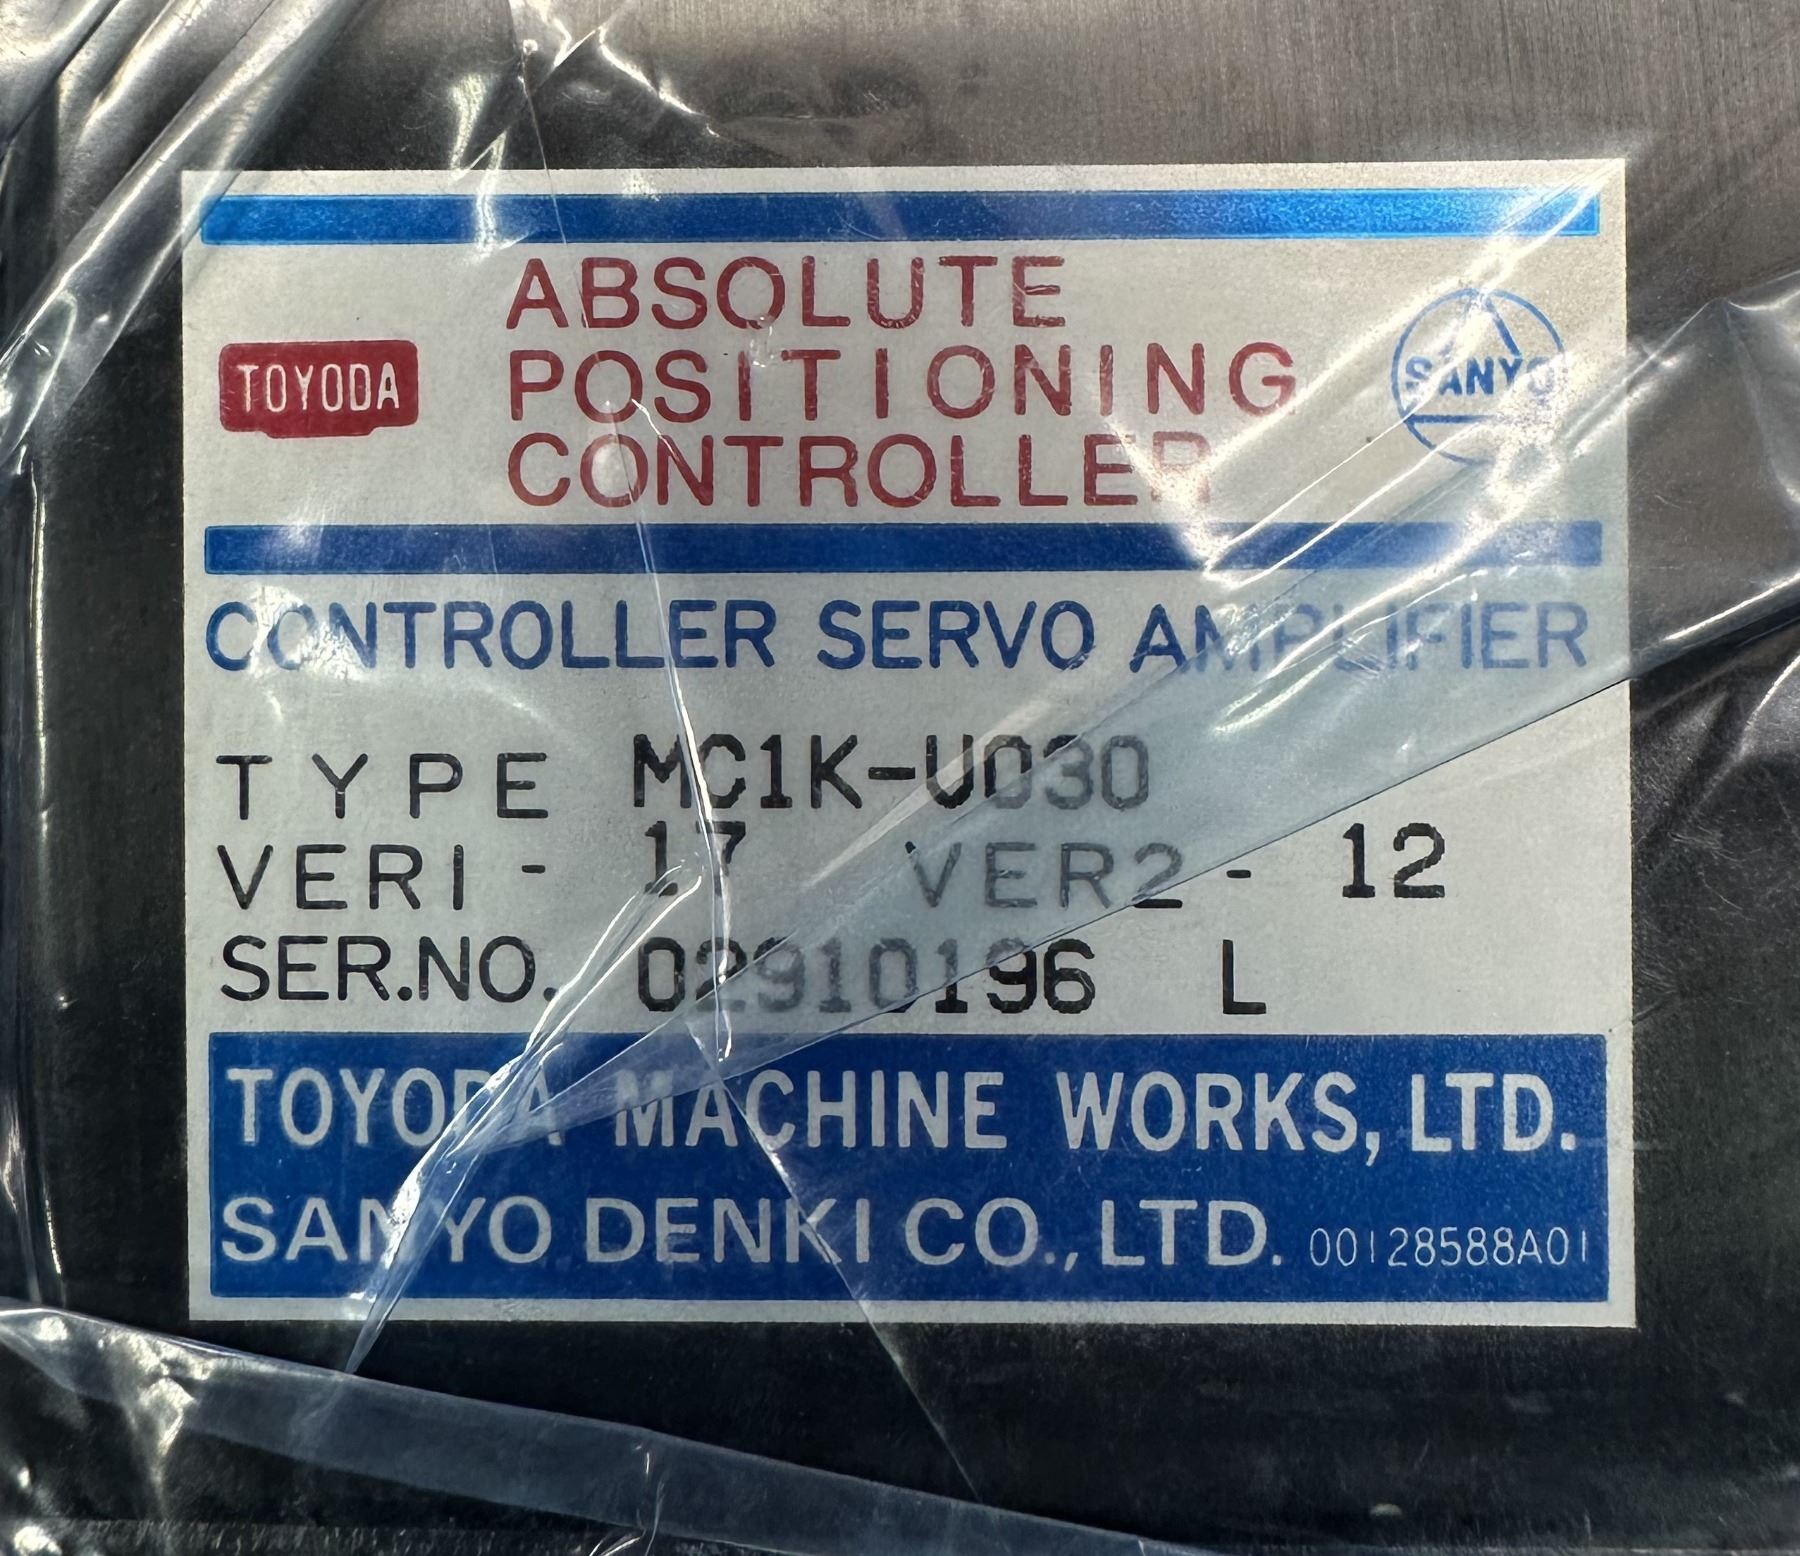 ABSOLUTE
TOYODA POSITIONING SANYO
CONTROLLER
CONTROLLER SERVO AMPLIFIER
TYPE MC1K-U030
VER1- 17 VER2- 12
SER.NO. 02910196 L
TOYODA MACHINE WORKS, LTD.
SANYO DENKI CO., LTD. 00128588A01